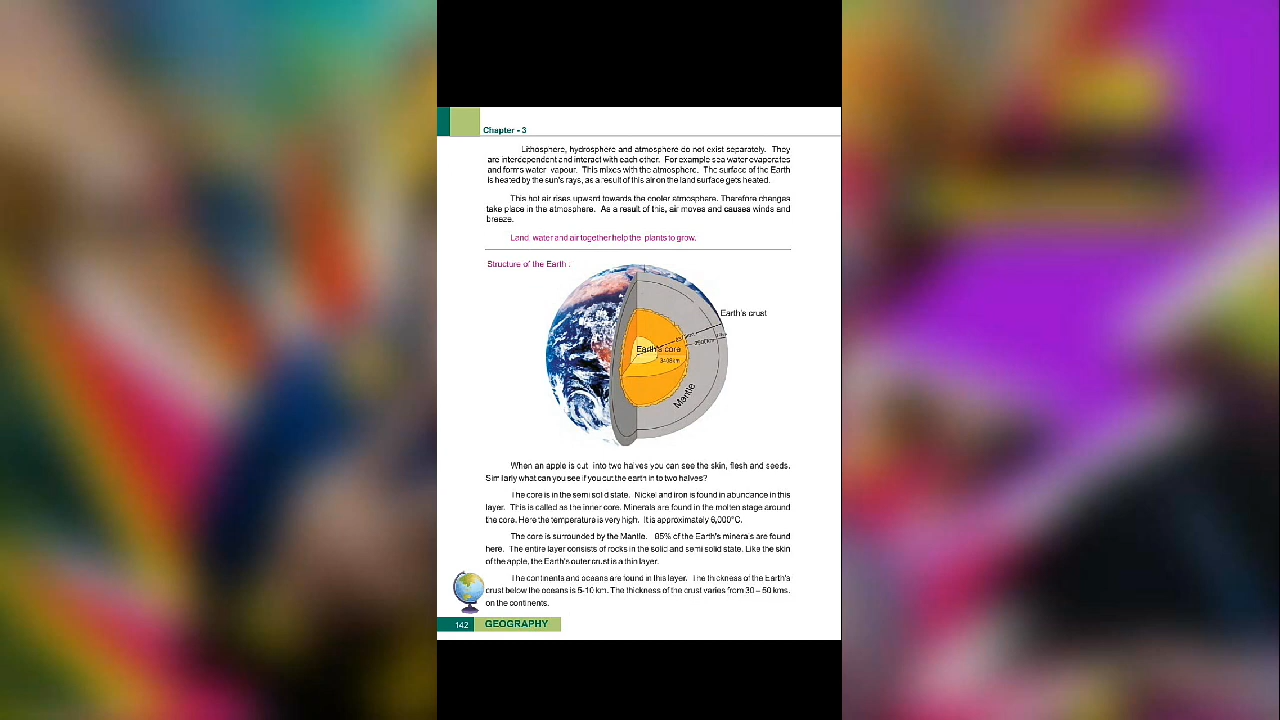 Chapter - 3
Lithosphere, hydrosphere and atmosphere do not exist separately. They
are interdependent and interact with each other. For example sea water evaporates
and forms water vapour. This mixes with the atmosphere. The surface of the Earth
is heated by the sun's rays, as a result of this air on the land surface gets heated.
This hot air rises upward towards the cooler atmosphere. Therefore changes
take place in the atmosphere. As a result of this, air moves and causes winds and
breeze.
Land, water and air together help the plants to grow.
Structure of the Earth .
Earth's crust
Earth's core
3408km
Mantle
When an apple is cut into two halves you can see the skin, flesh and seeds.
Similarly what can you see if you cut the earth in to two halves?
The core is in the semi solid state. Nickel and iron is found in abundance in this
layer. This is called as the inner core. Minerals are found in the molten stage around
the core. Here the temperature is very high. It is approximately 6,000°C.
The core is surrounded by the Mantle. 85% of the Earth's minerals are found
here. The entire layer consists of rocks in the solid and semi solid state. Like the skin
of the apple, the Earth's outer crust is a thin layer.
The continents and oceans are found in this layer. The thickness of the Earth's
crust below the oceans is 5-10 km. The thickness of the crust varies from 30 – 50 kms.
on the continents.
142 GEOGRAPHY